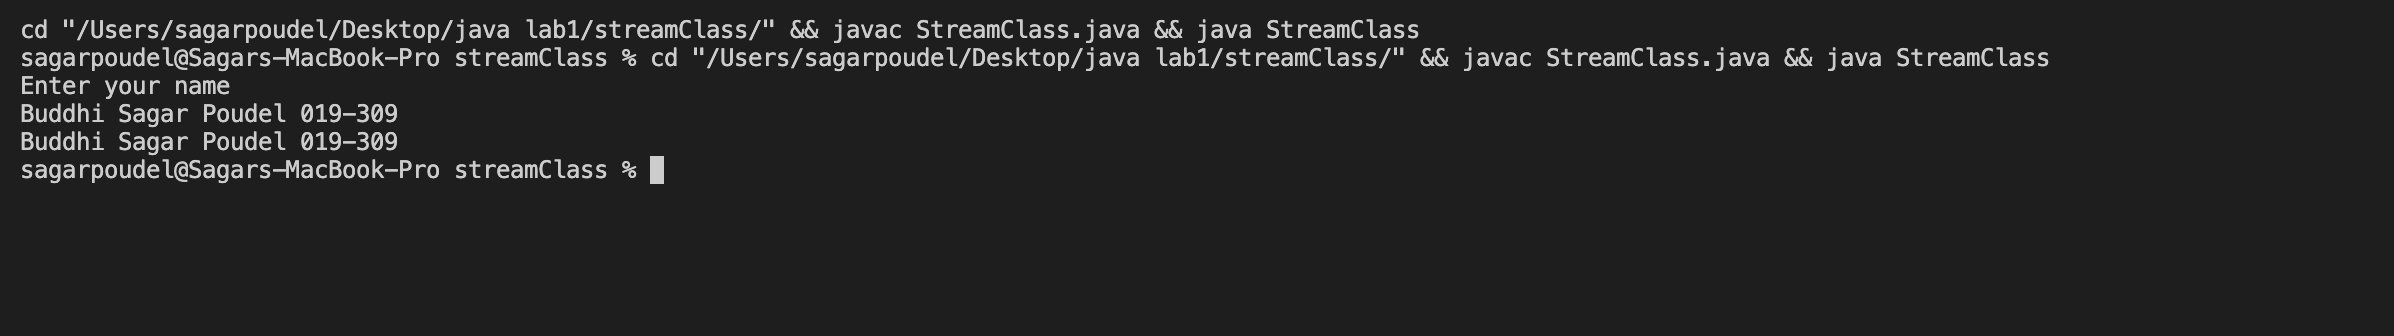 cd "/Users/sagarpoudel/Desktop/java lab1/streamClass/" && javac StreamClass.java && java StreamClass
sagarpoudel@Sagars-MacBook-Pro streamClass % cd "/Users/sagarpoudel/Desktop/java lab1/streamClass/" && javac StreamClass.java && java StreamClass
Enter your name
Buddhi Sagar Poudel 019-309
Buddhi Sagar Poudel 019-309
sagarpoudel@Sagars-MacBook-Pro streamClass %